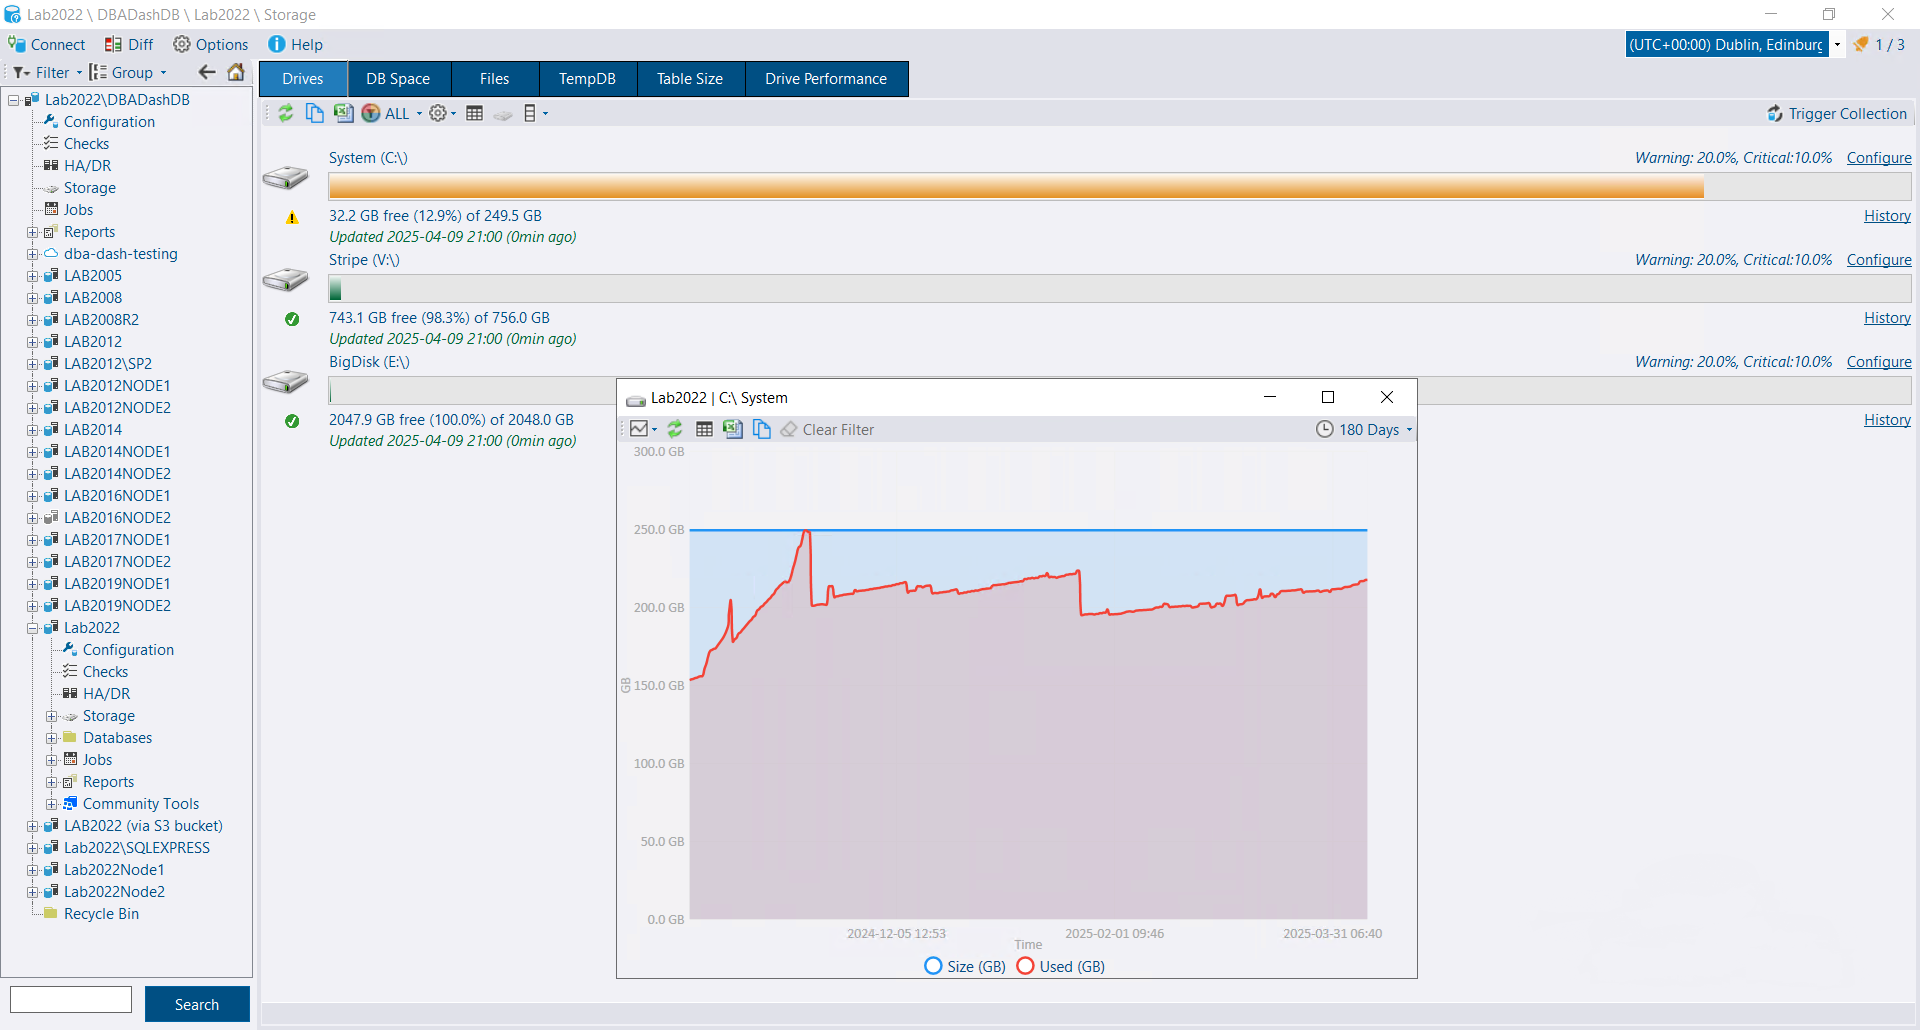 Lab2022 \ DBADashDB \ Lab2022 \ Storage
Connect Diff Options Help
(UTC+00:00) Dublin, Edinburg 1 / 3
Filter Group
Drives DB Space Files TempDB Table Size Drive Performance
ALL Trigger Collection
Lab2022\DBADashDB
Configuration
Checks
HA/DR
Storage
Jobs
Reports
dba-dash-testing
LAB2005
LAB2008
LAB2008R2
LAB2012
LAB2012\SP2
LAB2012NODE1
LAB2012NODE2
LAB2014
LAB2014NODE1
LAB2014NODE2
LAB2016NODE1
LAB2016NODE2
LAB2017NODE1
LAB2017NODE2
LAB2019NODE1
LAB2019NODE2
Lab2022
Configuration
Checks
HA/DR
Storage
Databases
Jobs
Reports
Community Tools
LAB2022 (via S3 bucket)
Lab2022\SQLEXPRESS
Lab2022Node1
Lab2022Node2
Recycle Bin
Search
System (C:\) Warning: 20.0%, Critical:10.0% Configure
32.2 GB free (12.9%) of 249.5 GB History
Updated 2025-04-09 21:00 (0min ago)
Stripe (V:\) Warning: 20.0%, Critical:10.0% Configure
743.1 GB free (98.3%) of 756.0 GB History
Updated 2025-04-09 21:00 (0min ago)
BigDisk (E:\) Warning: 20.0%, Critical:10.0% Configure
2047.9 GB free (100.0%) of 2048.0 GB History
Updated 2025-04-09 21:00 (0min ago)
Lab2022 | C:\ System
Clear Filter 180 Days
300.0 GB
250.0 GB
200.0 GB
150.0 GB
100.0 GB
50.0 GB
0.0 GB
GB
2024-12-05 12:53 2025-02-01 09:46 2025-03-31 06:40
Time
Size (GB) Used (GB)